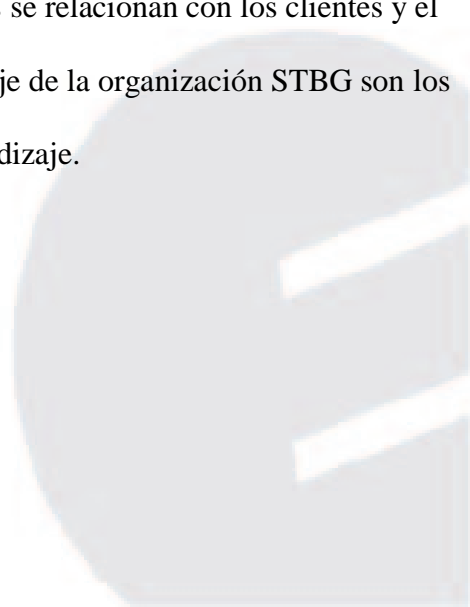 se relacionan con los clientes y el
je de la organización STBG son los
dizaje.